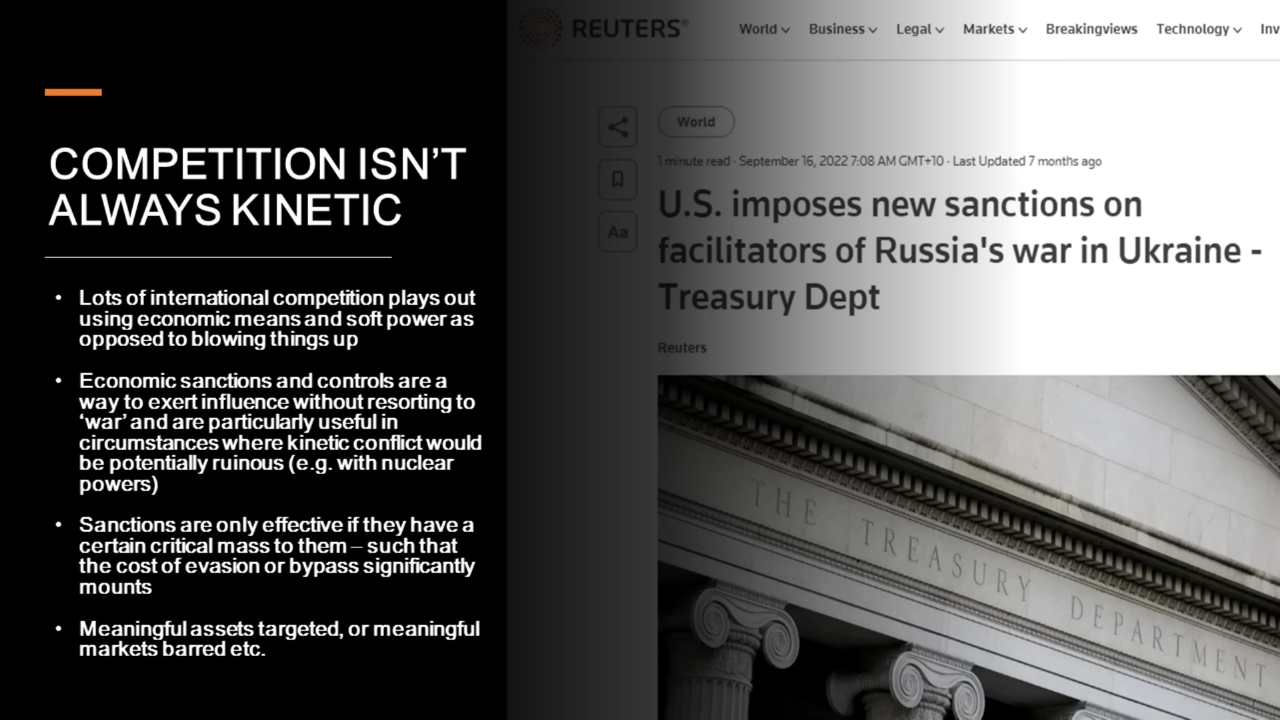 COMPETITION ISN’T
ALWAYS KINETIC
• Lots of international competition plays out
using economic means and soft power as
opposed to blowing things up
• Economic sanctions and controls are a
way to exert influence without resorting to
‘war’ and are particularly useful in
circumstances where kinetic conflict would
be potentially ruinous (e.g. with nuclear
powers)
• Sanctions are only effective if they have a
certain critical mass to them – such that
the cost of evasion or bypass significantly
mounts
• Meaningful assets targeted, or meaningful
markets barred etc.
REUTERS®
World Business Legal Markets Breakingviews Technology Inv
World
1 minute read · September 16, 2022 7:08 AM GMT+10 · Last Updated 7 months ago
Aa
U.S. imposes new sanctions on
facilitators of Russia's war in Ukraine -
Treasury Dept
Reuters
THE TREASURY DEPARTMENT